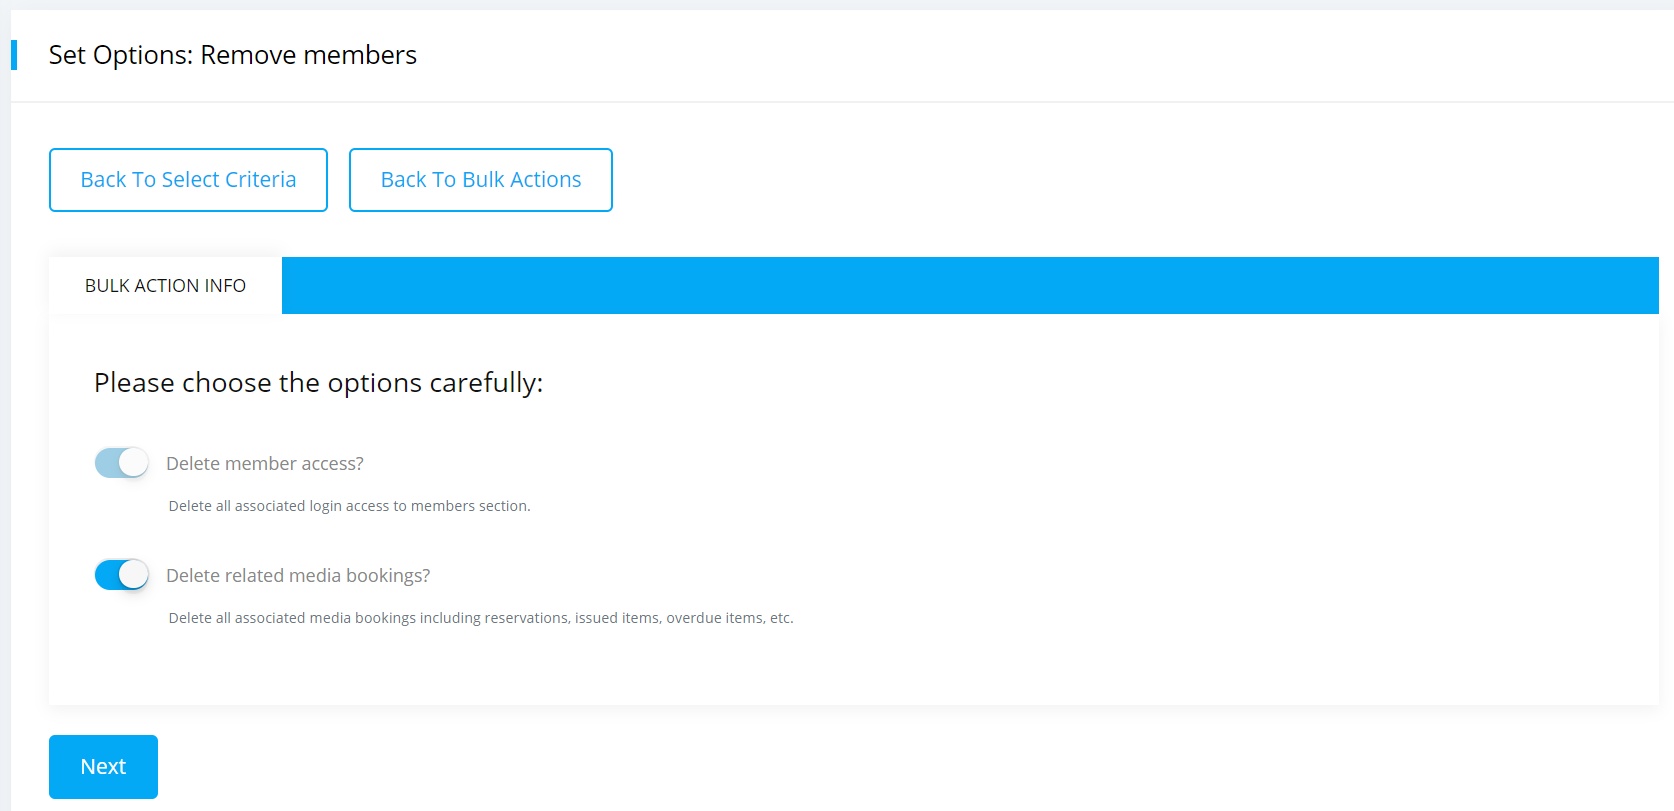 Set Options: Remove members
Back To Select Criteria
Back To Bulk Actions
BULK ACTION INFO
Please choose the options carefully:
Delete member access?
Delete all associated login access to members section.
Delete related media bookings?
Delete all associated media bookings including reservations, issued items, overdue items, etc.
Next